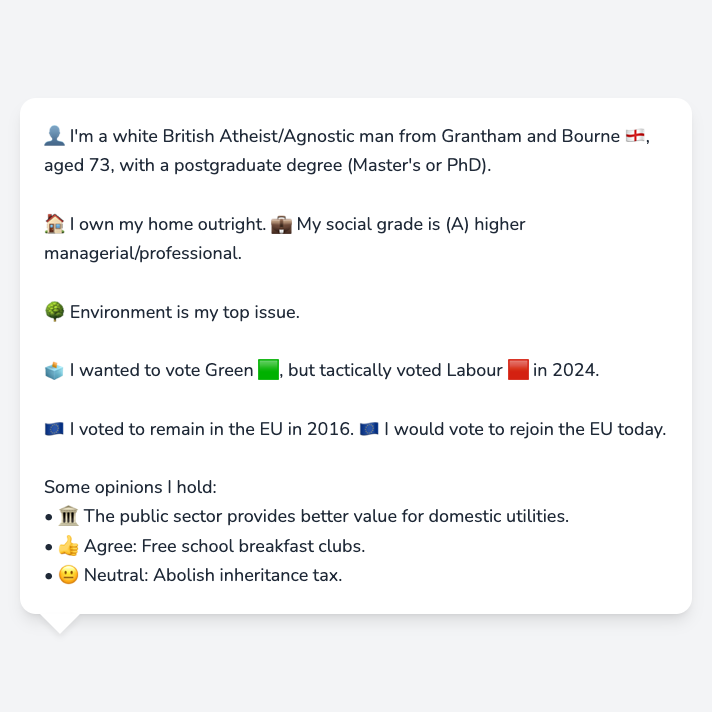 👤 I'm a white British Atheist/Agnostic man from Grantham and Bourne 🏴󠁧󠁢󠁥󠁮󠁧󠁿,
aged 73, with a postgraduate degree (Master's or PhD).
🏠 I own my home outright. 💼 My social grade is (A) higher
managerial/professional.
🌳 Environment is my top issue.
🗳️ I wanted to vote Green 🟩, but tactically voted Labour 🟥 in 2024.
🇪🇺 I voted to remain in the EU in 2016. 🇪🇺 I would vote to rejoin the EU today.
Some opinions I hold:
• 🏛️ The public sector provides better value for domestic utilities.
• 👍 Agree: Free school breakfast clubs.
• 😐 Neutral: Abolish inheritance tax.